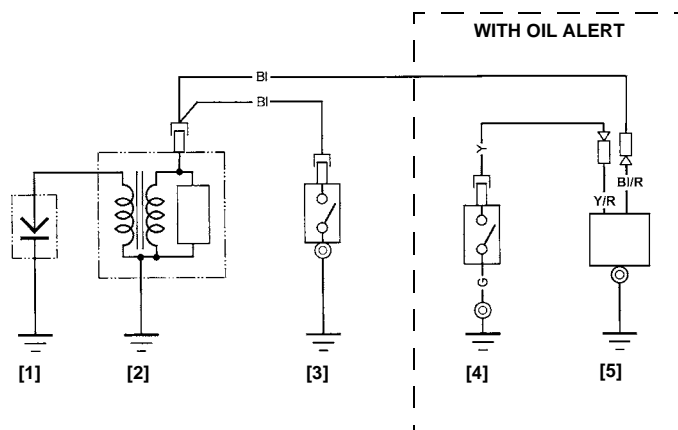 WITH OIL ALERT
Bl
Bl
Y
Y/R
Bl/R
G
[1]
[2]
[3]
[4]
[5]